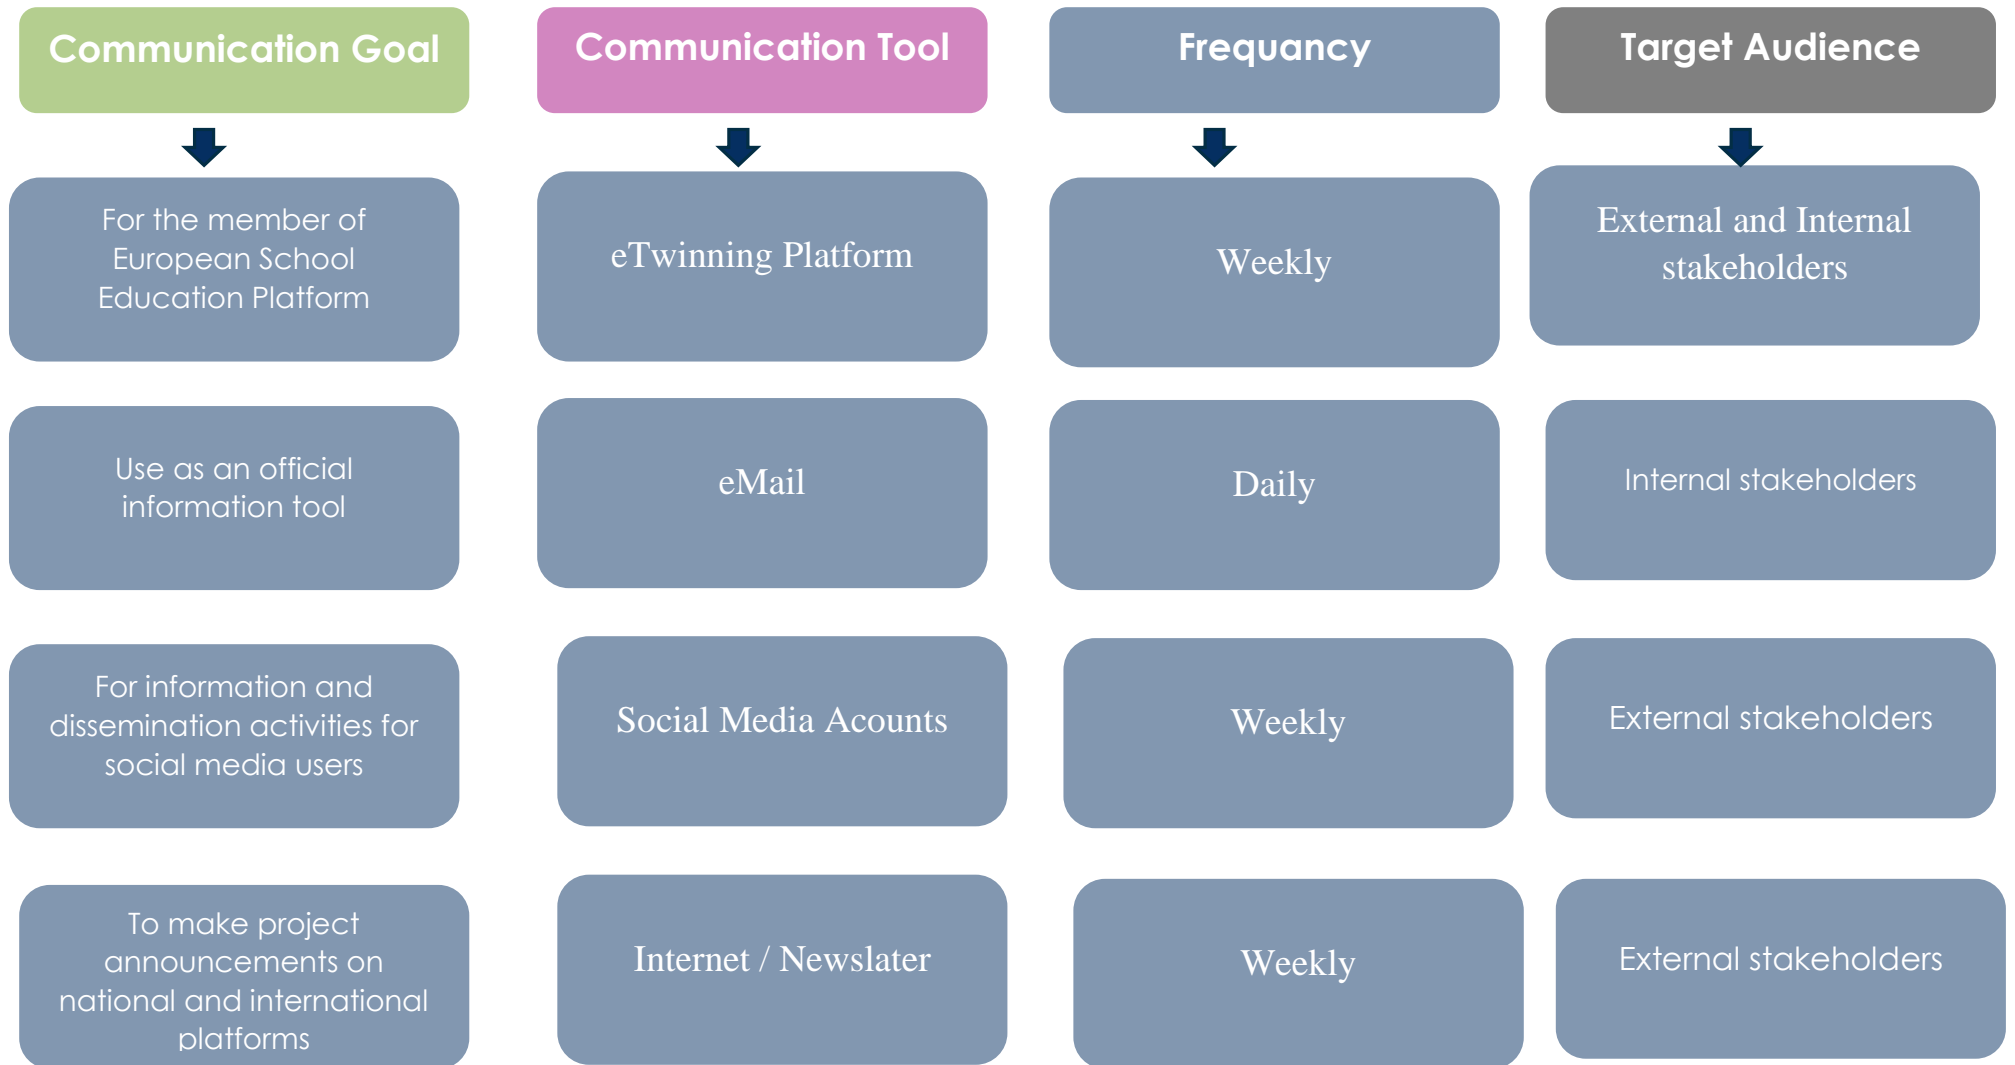 Communication Goal
Communication Tool
Frequancy
Target Audience
For the member of
European School
Education Platform
eTwinning Platform
Weekly
External and Internal
stakeholders
Use as an official
information tool
eMail
Daily
Internal stakeholders
For information and
dissemination activities for
social media users
Social Media Acounts
Weekly
External stakeholders
To make project
announcements on
national and international
platforms
Internet / Newslater
Weekly
External stakeholders